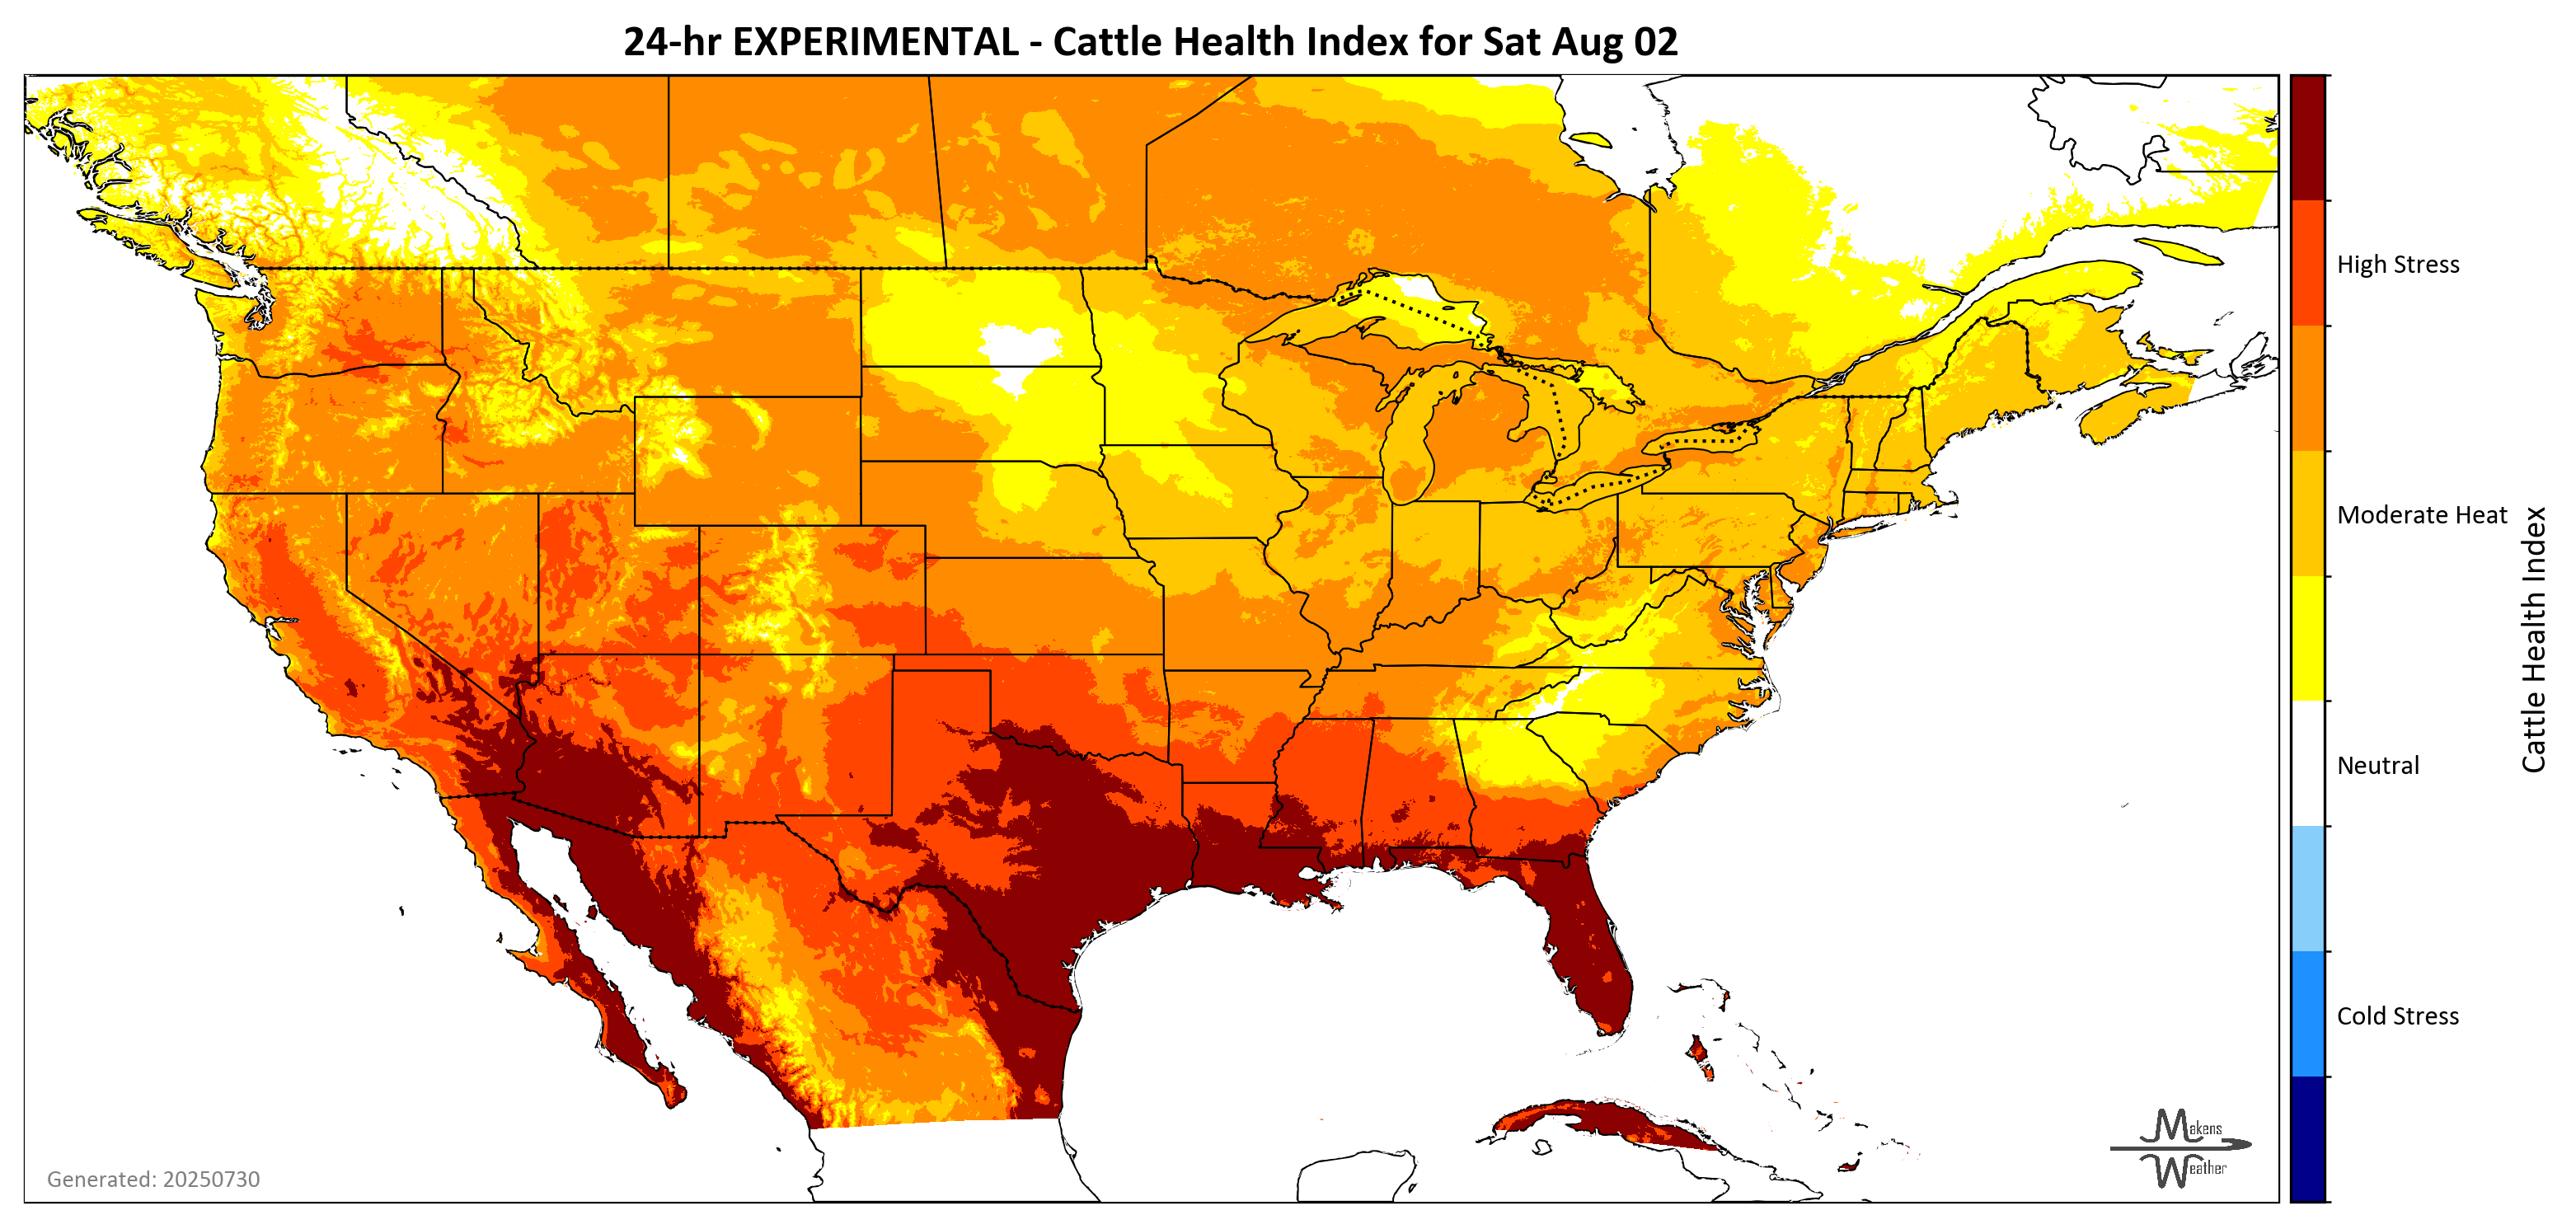 24-hr EXPERIMENTAL - Cattle Health Index for Sat Aug 02
High Stress
Moderate Heat
Neutral
Cold Stress
Cattle Health Index
Makens
Weather
Generated: 20250730